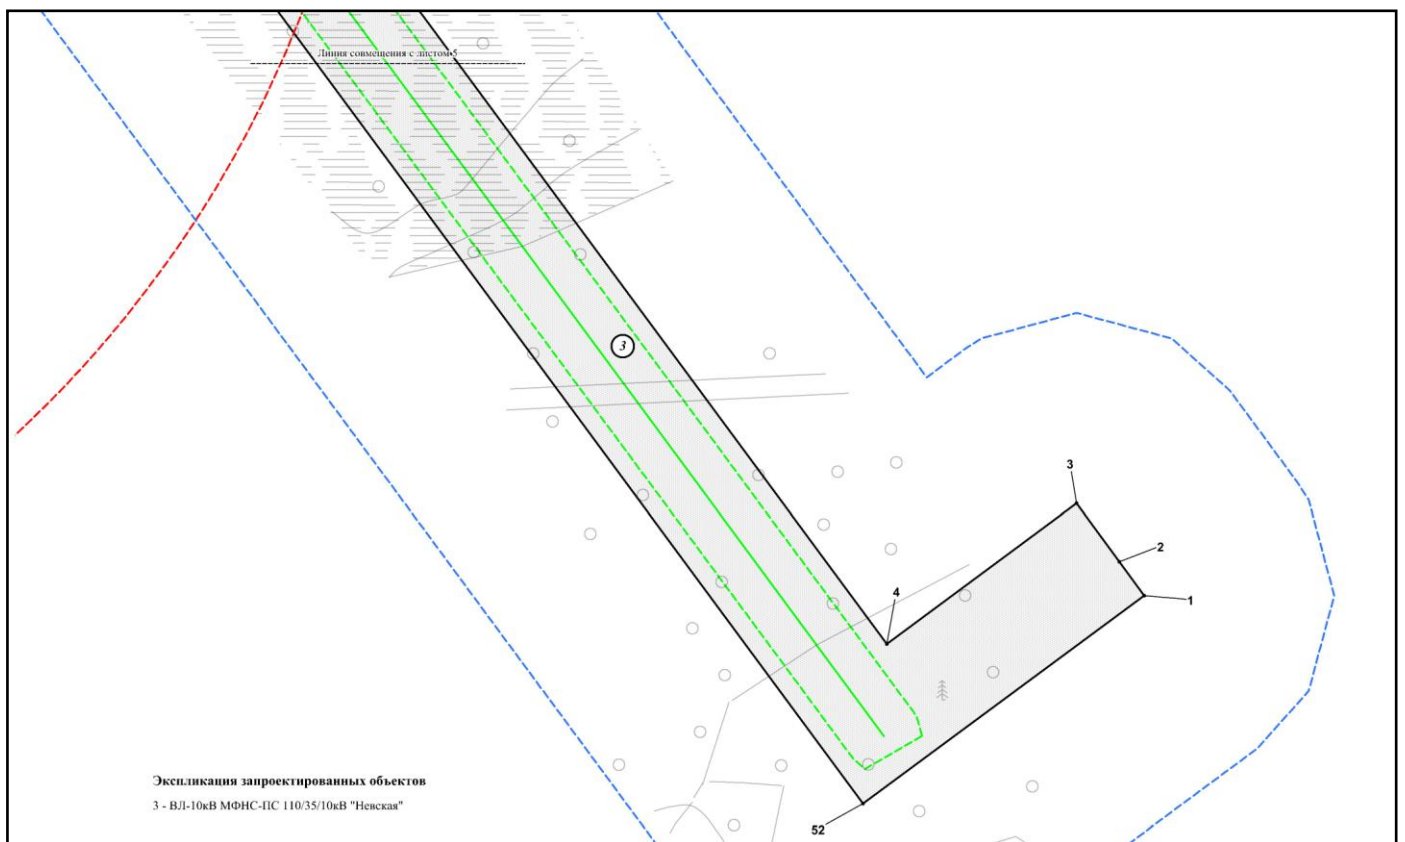 Линия совмещения с листом 5
3
3
2
1
4
52
Экспликация запроектированных объектов
3 - ВЛ-10кВ МФНС-ПС 110/35/10кВ "Невская"